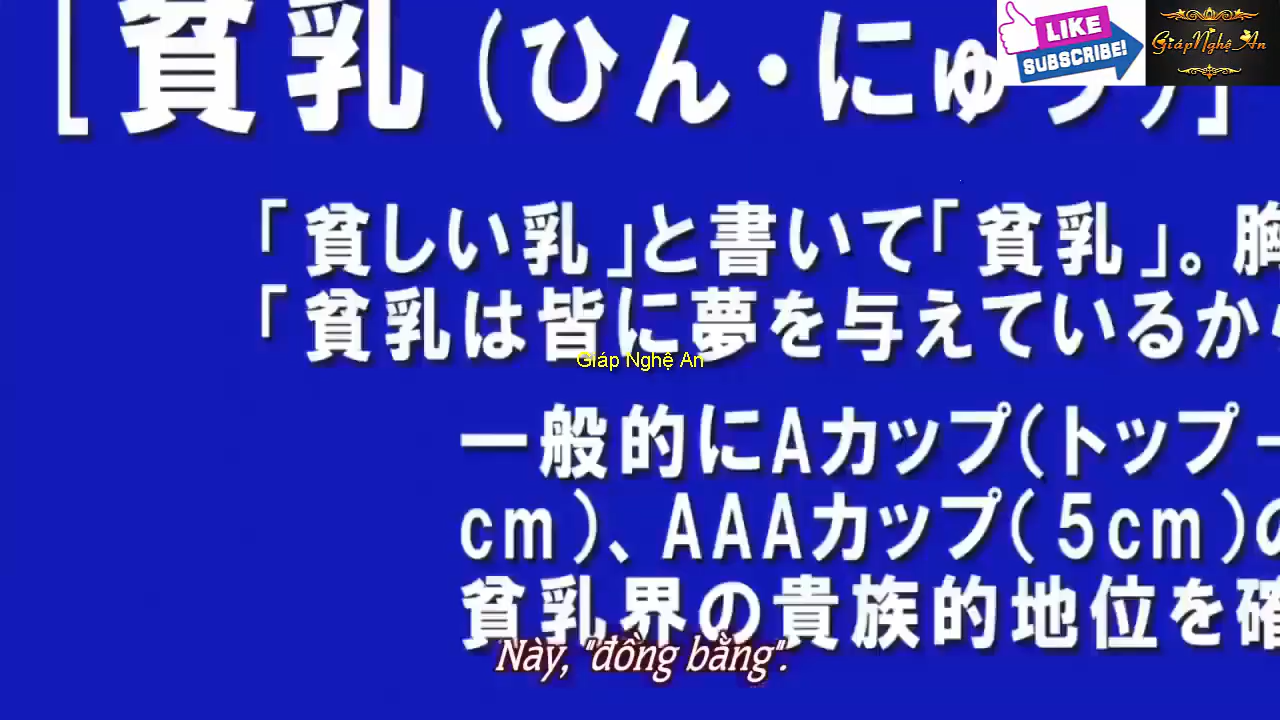 ［貧乳（ひん・にゅう）］
LIKE
SUBSCRIBE!
GiápNghệ An
「貧しい乳」と書いて「貧乳」。胸
「貧乳は皆に夢を与えているか
Giáp Nghệ An
一般的にAカップ（トップ－
cm）、AAAカップ（5cm）の
貧乳界の貴族的地位を確
Này, "đồng bằng".